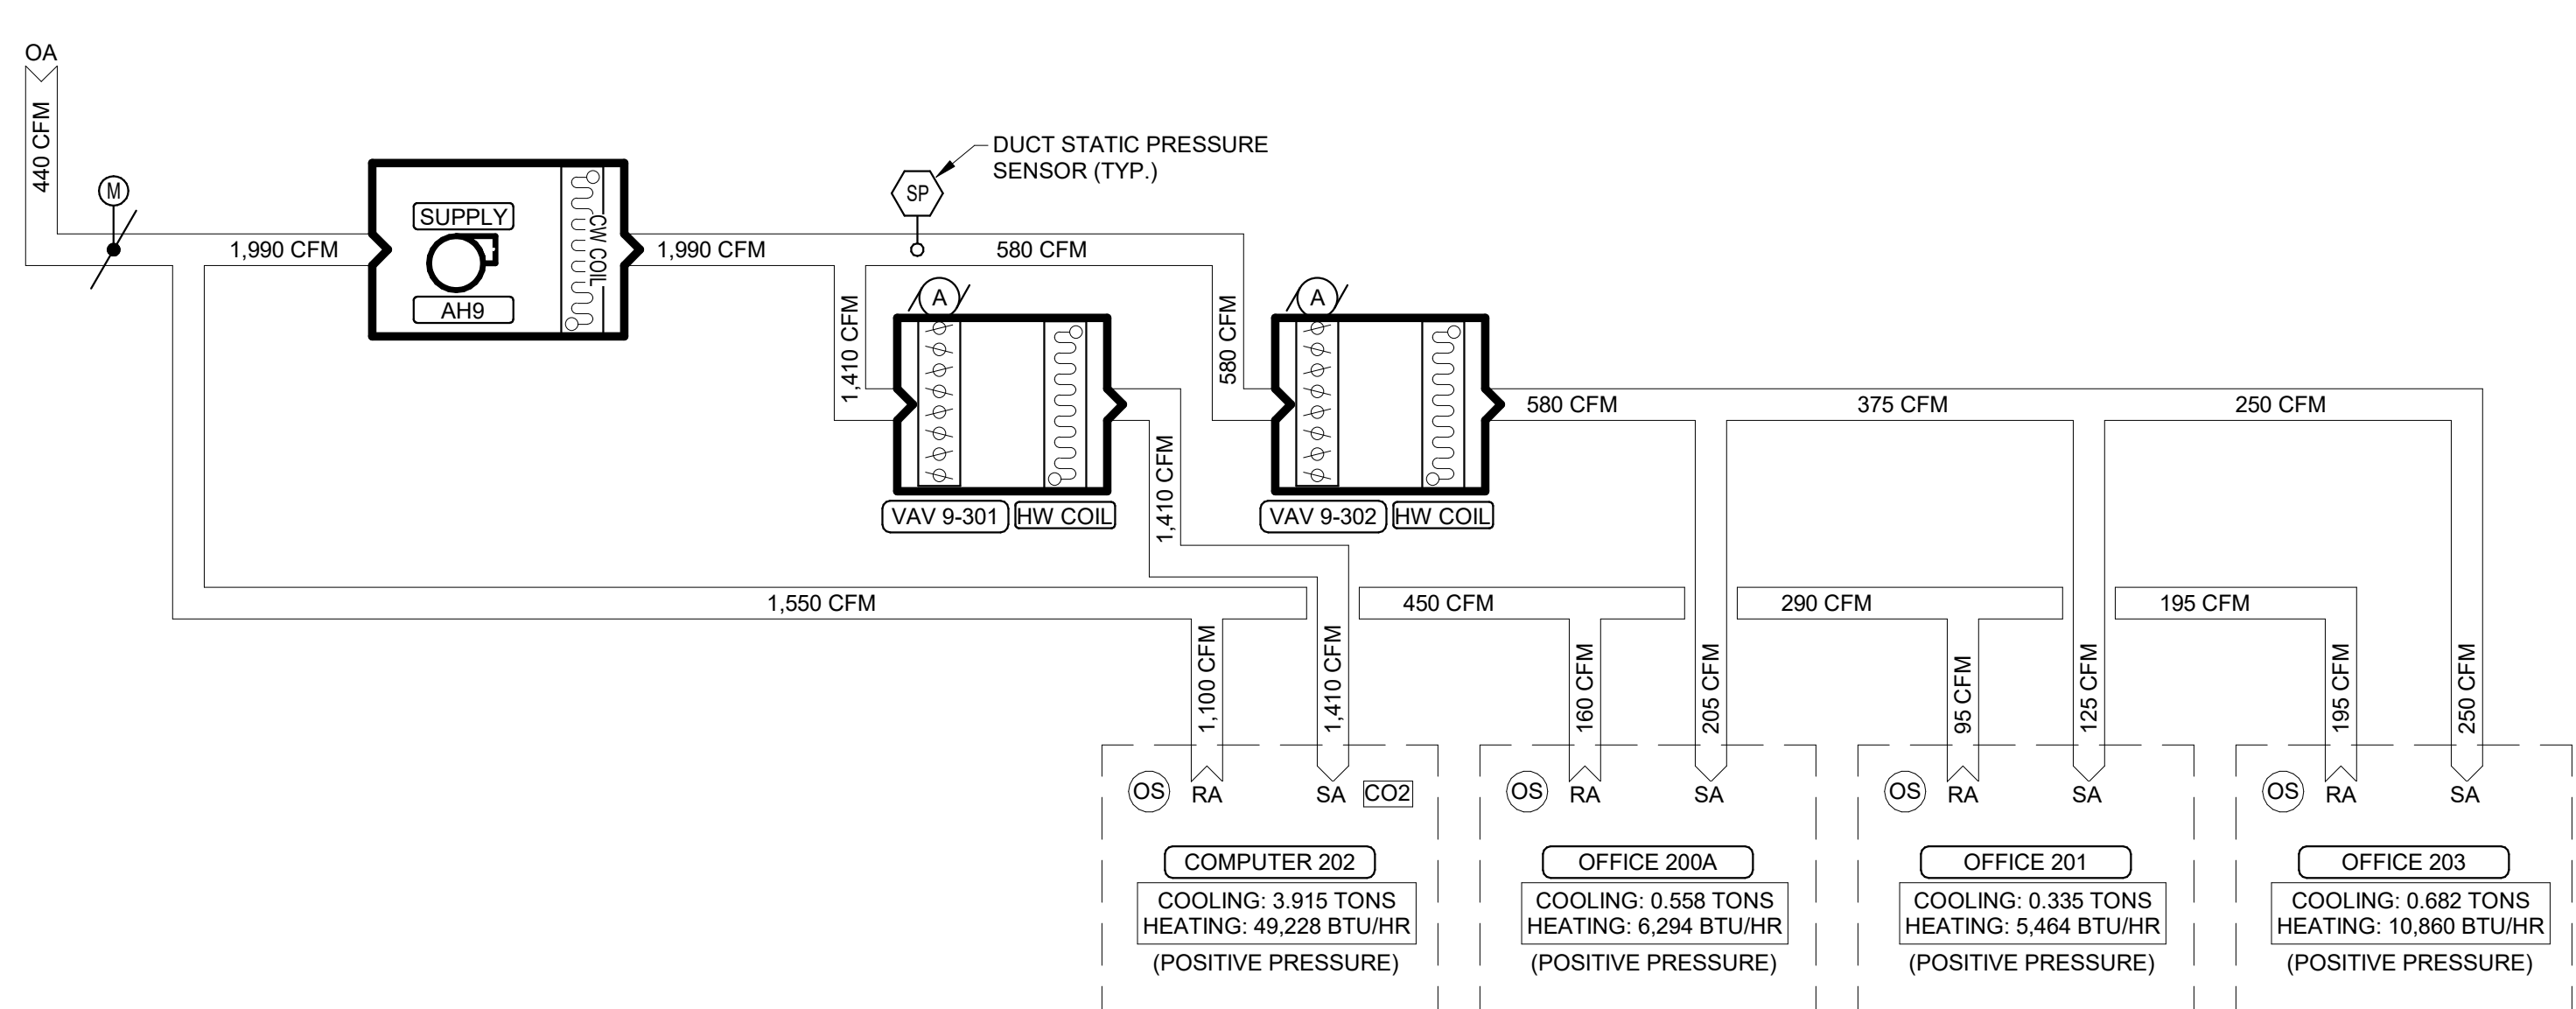 OA
440 CFM
M
1,990 CFM
SUPPLY
AH9
CW COIL
1,990 CFM
SP
DUCT STATIC PRESSURE
SENSOR (TYP.)
580 CFM
1,410 CFM
A
VAV 9-301
HW COIL
1,410 CFM
580 CFM
A
VAV 9-302
HW COIL
580 CFM
375 CFM
250 CFM
1,550 CFM
450 CFM
290 CFM
195 CFM
1,100 CFM
1,410 CFM
160 CFM
205 CFM
95 CFM
125 CFM
195 CFM
250 CFM
OS
RA
SA
CO2
COMPUTER 202
COOLING: 3.915 TONS
HEATING: 49,228 BTU/HR
(POSITIVE PRESSURE)
OS
RA
SA
OFFICE 200A
COOLING: 0.558 TONS
HEATING: 6,294 BTU/HR
(POSITIVE PRESSURE)
OS
RA
SA
OFFICE 201
COOLING: 0.335 TONS
HEATING: 5,464 BTU/HR
(POSITIVE PRESSURE)
OS
RA
SA
OFFICE 203
COOLING: 0.682 TONS
HEATING: 10,860 BTU/HR
(POSITIVE PRESSURE)